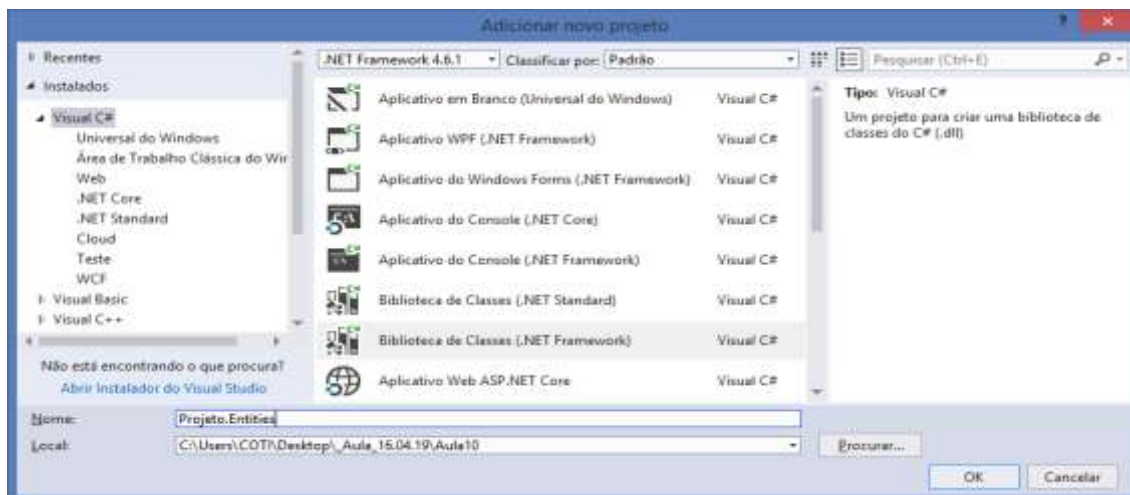 Adicionar novo projeto
Recentes
Instalados
Visual C#
Universal do Windows
Área de Trabalho Clássica do Wir
Web
.NET Core
.NET Standard
Cloud
Teste
WCF
Visual Basic
Visual C++
Não está encontrando o que procura?
Abrir Instalador do Visual Studio
.NET Framework 4.6.1
Classificar por: Padrão
Pesquisar (Ctrl+E)
Aplicativo em Branco (Universal do Windows) Visual C#
Aplicativo WPF (.NET Framework) Visual C#
Aplicativo do Windows Forms (.NET Framework) Visual C#
Aplicativo do Console (.NET Core) Visual C#
Aplicativo do Console (.NET Framework) Visual C#
Biblioteca de Classes (.NET Standard) Visual C#
Biblioteca de Classes (.NET Framework) Visual C#
Aplicativo Web ASP.NET Core Visual C#
Tipo: Visual C#
Um projeto para criar uma biblioteca de
classes do C# (.dll)
Nome: Projeto.Entities
Local: C:\Users\COTI\Desktop\_Aula_16.04.19\Aula10
Procurar...
OK
Cancelar